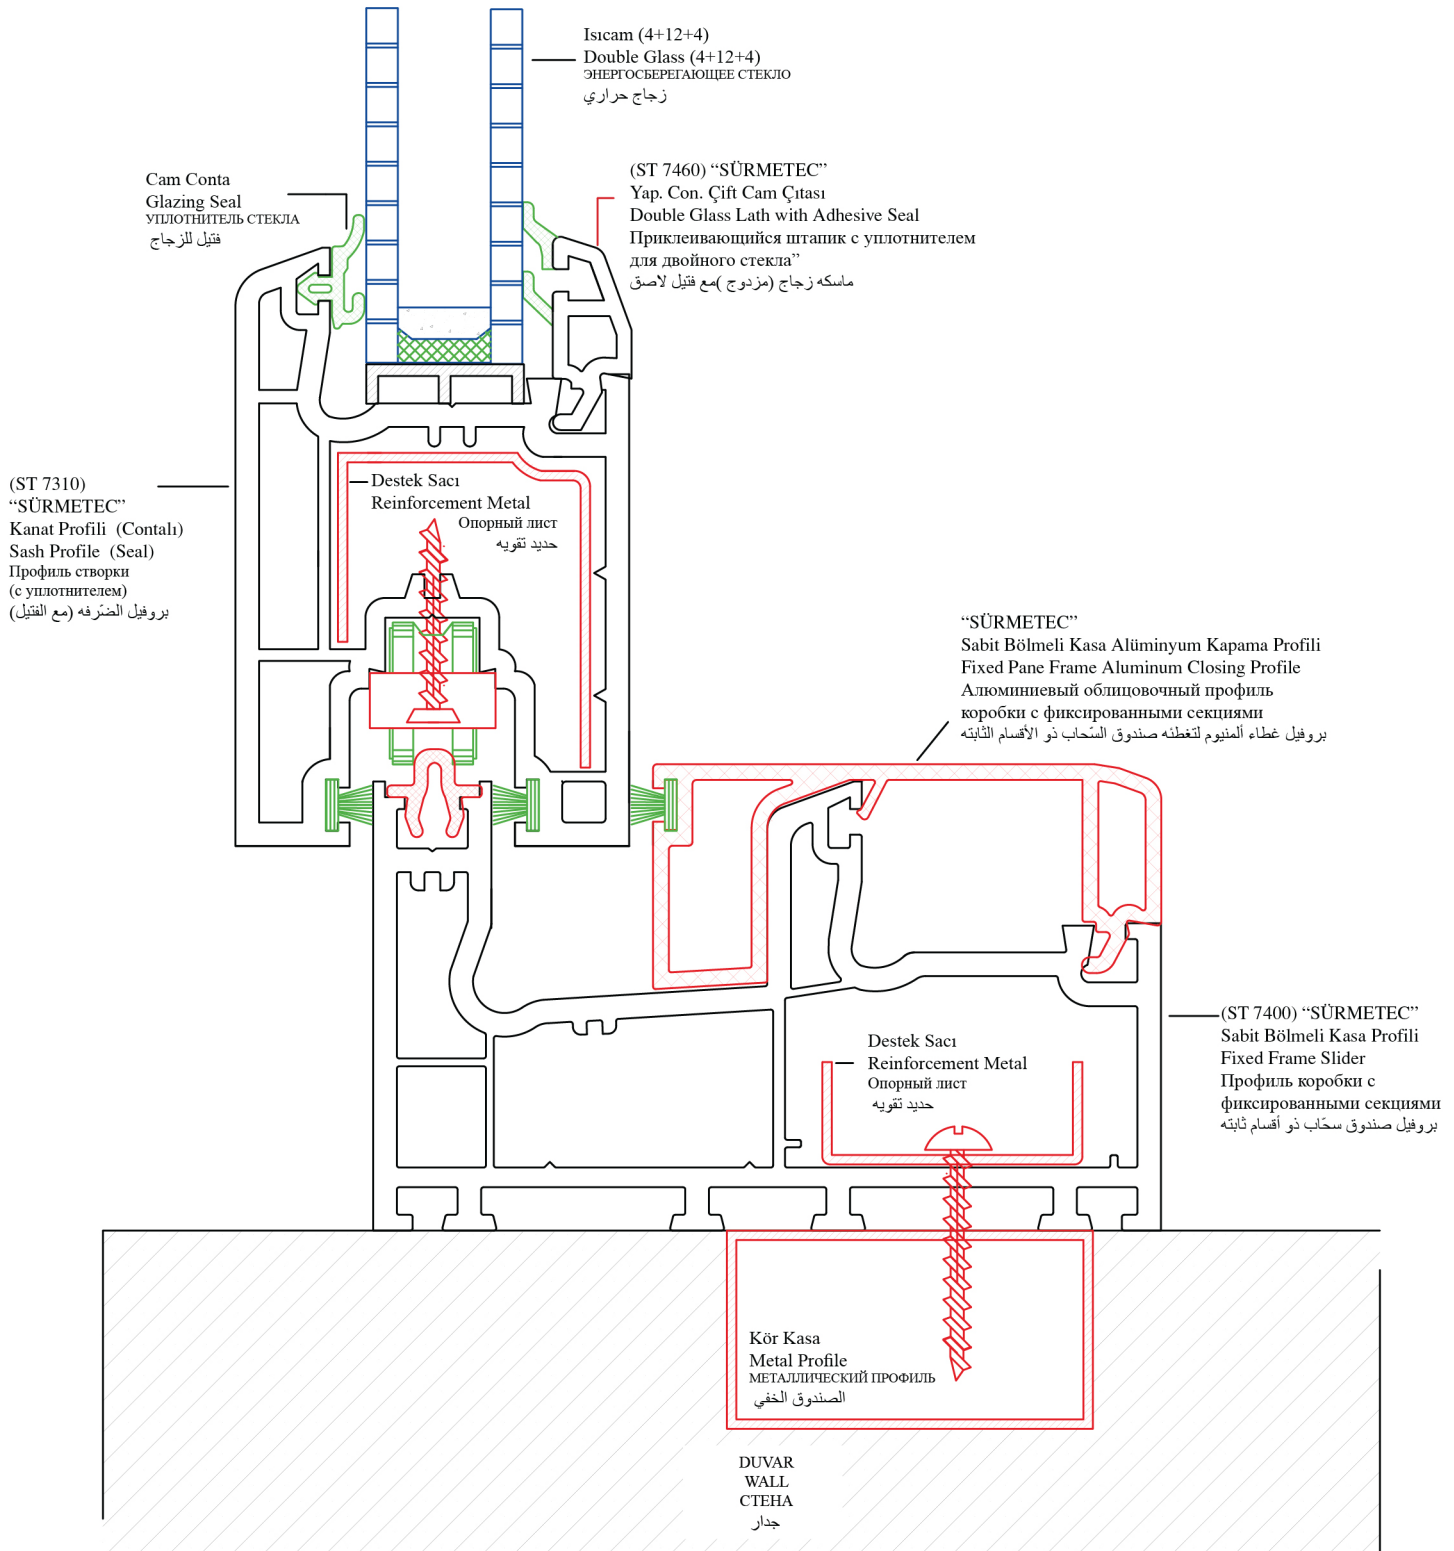 Isıcam (4+12+4)
Double Glass (4+12+4)
ЭНЕРГОСБЕРЕГАЮЩЕЕ СТЕКЛО
زجاج حراري
(ST 7460) “SÜRMETEC”
Yap. Con. Çift Cam Çıtası
Double Glass Lath with Adhesive Seal
Приклеивающийся штапик с уплотнителем
для двойного стекла”
ماسكه زجاج (مزدوج )مع فتيل لاصق
Cam Conta
Glazing Seal
УПЛОТНИТЕЛЬ СТЕКЛА
فتيل للزجاج
(ST 7310)
“SÜRMETEC”
Kanat Profili (Contalı)
Sash Profile (Seal)
Профиль створки
(с уплотнителем)
بروفيل الضّرفه (مع الفتيل)
Destek Sacı
Reinforcement Metal
Опорный лист
حديد تقويه
“SÜRMETEC”
Sabit Bölmeli Kasa Alüminyum Kapama Profili
Fixed Pane Frame Aluminum Closing Profile
Алюминиевый облицовочный профиль
коробки с фиксированными секциями
بروفيل غطاء ألمنيوم لتغطئه صندوق السّحاب ذو الأقسام الثابته
(ST 7400) “SÜRMETEC”
Sabit Bölmeli Kasa Profili
Fixed Frame Slider
Профиль коробки с
фиксированными секциями
بروفيل صندوق سحّاب ذو أقسام ثابته
Destek Sacı
Reinforcement Metal
Опорный лист
حديد تقويه
Kör Kasa
Metal Profile
МЕТАЛЛИЧЕСКИЙ ПРОФИЛЬ
الصندوق الخفي
DUVAR
WALL
СТЕНА
جدار